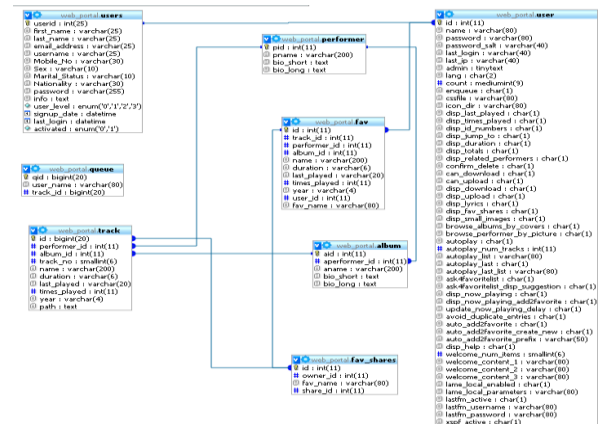 web_portal.users
userid : int(25)
first_name : varchar(25)
last_name : varchar(25)
email_address : varchar(25)
username : varchar(25)
Mobile_No : varchar(30)
Sex : varchar(10)
Marital_Status : varchar(10)
Nationality : varchar(30)
password : varchar(255)
info : text
user_level : enum('0','1','2','3')
signup_date : datetime
last_login : datetime
activated : enum('0','1')
web_portal.queue
qid : bigint(20)
user_name : varchar(80)
track_id : bigint(20)
web_portal.track
id : bigint(20)
performer_id : int(11)
album_id : int(11)
track_no : smallint(6)
name : varchar(200)
duration : varchar(6)
last_played : varchar(20)
times_played : int(11)
year : varchar(4)
path : text
web_portal.performer
pid : int(11)
pname : varchar(200)
bio_short : text
bio_long : text
web_portal.fav
id : int(11)
track_id : int(11)
performer_id : int(11)
album_id : int(11)
name : varchar(200)
duration : varchar(6)
last_played : varchar(20)
times_played : int(11)
year : varchar(4)
user_id : int(11)
fav_name : varchar(80)
web_portal.album
aid : int(11)
aperformer_id : int(11)
aname : varchar(200)
bio_short : text
bio_long : text
web_portal.fav_shares
id : int(11)
owner_id : int(11)
fav_name : varchar(80)
share_id : int(11)
web_portal.user
id : int(11)
name : varchar(80)
password : varchar(80)
password_salt : varchar(40)
last_login : varchar(40)
last_ip : varchar(40)
admin : tinytext
lang : char(2)
count : mediumint(9)
enqueue : char(1)
cssfile : varchar(80)
icon_dir : varchar(80)
disp_last_played : char(1)
disp_times_played : char(1)
disp_id_numbers : char(1)
disp_jump_to : char(1)
disp_duration : char(1)
disp_totals : char(1)
disp_related_performers : char(1)
confirm_delete : char(1)
can_download : char(1)
can_upload : char(1)
disp_download : char(1)
disp_upload : char(1)
disp_lyrics : char(1)
disp_fav_shares : char(1)
disp_small_images : char(1)
browse_albums_by_covers : char(1)
browse_performer_by_picture : char(1)
autoplay : char(1)
autoplay_num_tracks : int(11)
autoplay_list : varchar(80)
autoplay_last : char(1)
autoplay_last_list : varchar(80)
ask4favoritelist : char(1)
ask4favoritelist_disp_suggestion : char(1)
disp_now_playing : char(1)
disp_now_playing_add2favorite : char(1)
update_now_playing_delay : char(1)
avoid_duplicate_entries : char(1)
auto_add2favorite : char(1)
auto_add2favorite_create_new : char(1)
auto_add2favorite_prefix : varchar(50)
disp_help : char(1)
welcome_num_items : smallint(6)
welcome_content_1 : varchar(80)
welcome_content_2 : varchar(80)
welcome_content_3 : varchar(80)
lame_local_enabled : char(1)
lame_local_parameters : varchar(80)
lastfm_active : char(1)
lastfm_username : varchar(80)
lastfm_password : varchar(80)
xspf_active : char(1)